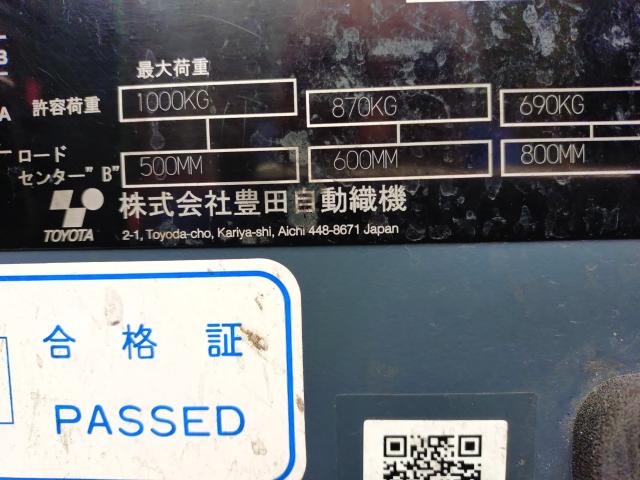 最大荷重
B
A
許容荷重 1000KG 870KG 690KG
ロード
センター"B" 500MM 600MM 800MM
TOYOTA
株式会社豊田自動織機
2-1, Toyoda-cho, Kariya-shi, Aichi 448-8671 Japan
合格証
PASSED